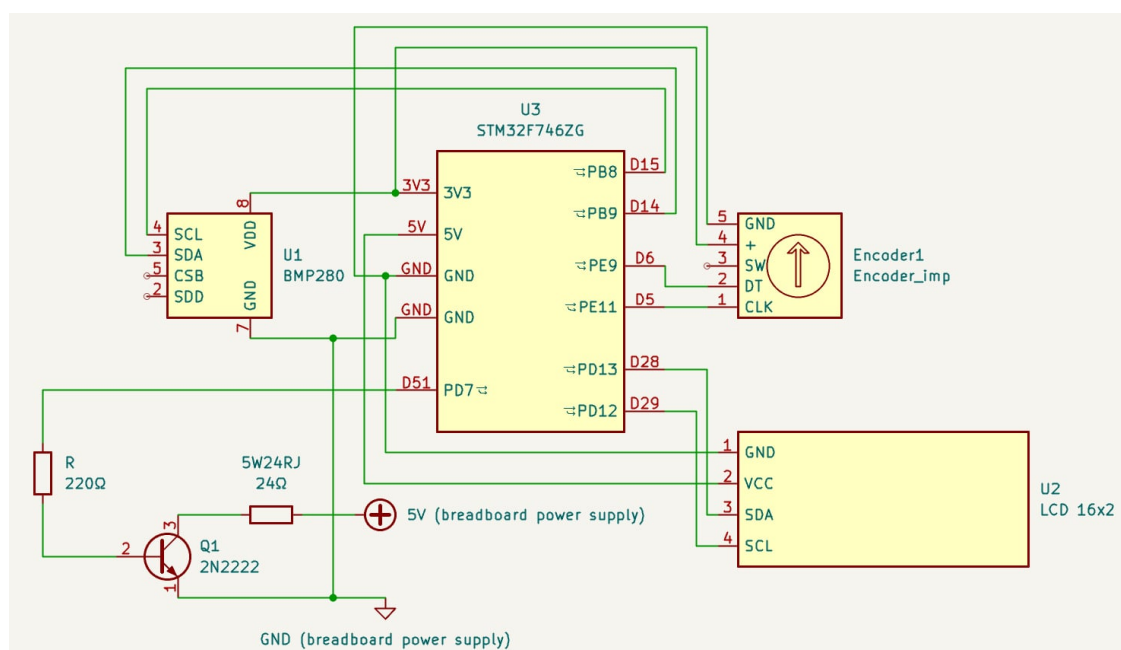 U3
STM32F746ZG
3V3
3V3
5V
5V
GND
GND
GND
GND
D51
PD7
PB8
D15
PB9
D14
PE9
D6
PE11
D5
PD13
D28
PD12
D29
8
4
SCL
3
SDA
5
CSB
2
SDD
VDD
GND
7
U1
BMP280
5
GND
4
+
3
SW
2
DT
1
CLK
Encoder1
Encoder_imp
1
GND
2
VCC
3
SDA
4
SCL
U2
LCD 16x2
R
220Ω
5W24RJ
24Ω
5V (breadboard power supply)
3
2
1
Q1
2N2222
GND (breadboard power supply)